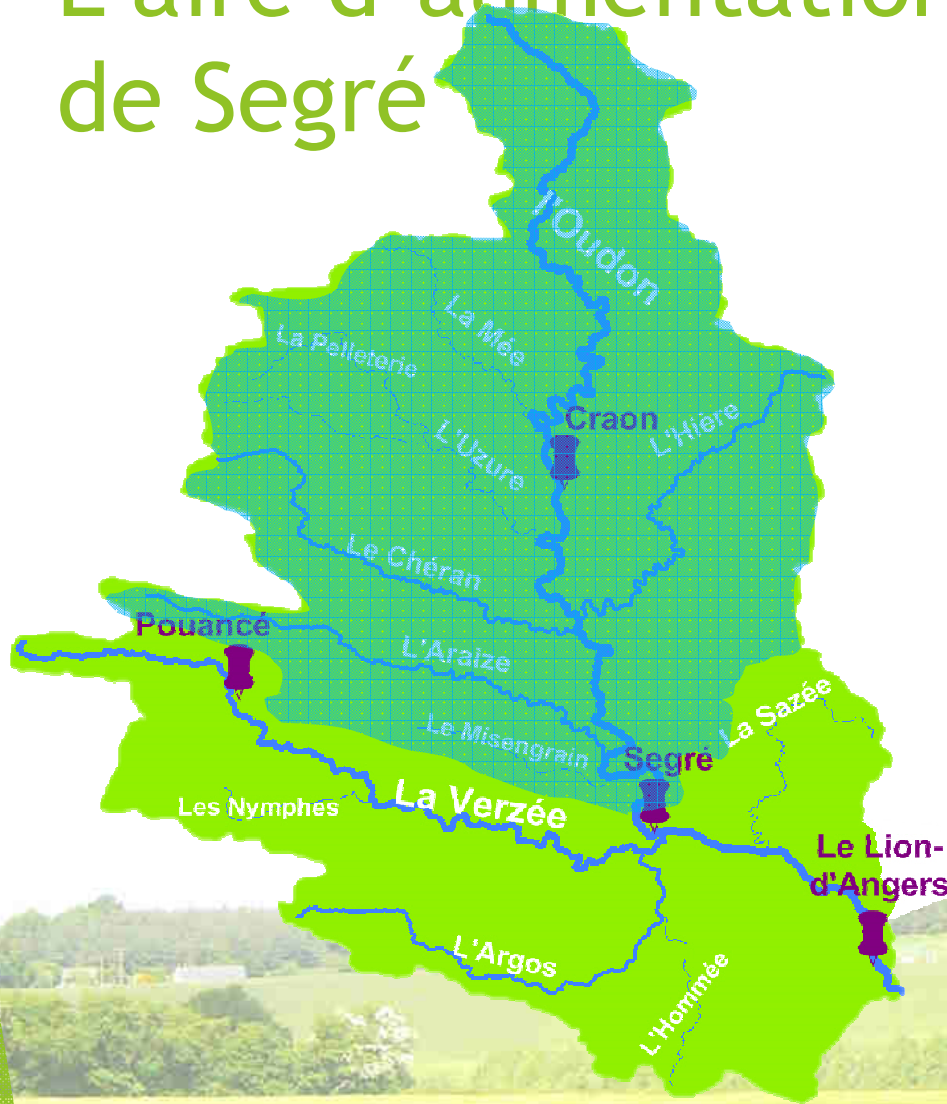 L'aire d'alimentation
de Segré
l'Oudon
La Mée
La Pelleterie
Craon
L'Hière
L'Uzure
Le Chéran
Pouancé
L'Araize
La Sazée
Le Misengrain
Segré
La Verzée
Les Nymphes
Le Lion-
d'Angers
L'Argos
L'Hommée